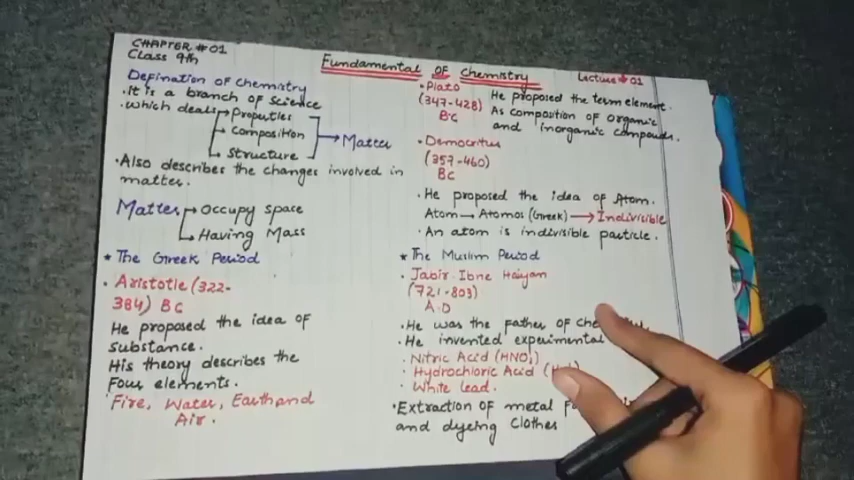 CHAPTER # 01
Class 9th
Fundamental OF Chemistry
Lecture # 01
Defination OF Chemistry
• It is a branch of Science
• Which deals Properties
Composition
Structure
Matter
• Also describes the changes involved in
matter.
Matter Occupy space
Having Mass
* The Greek Period
• Aristotle (322-
384) BC
He proposed the idea of
Substance.
His theory describes the
Four elements.
Fire, Water, Earth and
Air.
• Plato
(347-428)
BC
He proposed the term element.
As composition of organic
and inorganic compounds.
• Democritus
(357-460)
BC
• He proposed the idea of Atom.
Atom Atomos (Greek) Indivisible
• An atom is indivisible particle.
* The Muslim Period
• Jabir Ibne Haiyan
(721-803)
A.D
• He was the father of
• He invented experimental
• Nitric Acid (HNO3)
• Hydrochloric Acid
• White Lead.
• Extraction of metal
and dyeing clothes